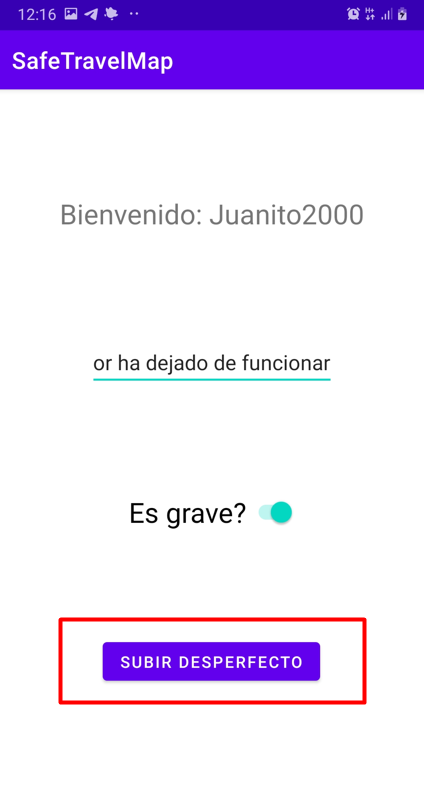 12:16
SafeTravelMap
Bienvenido: Juanito2000
or ha dejado de funcionar
Es grave?
SUBIR DESPERFECTO